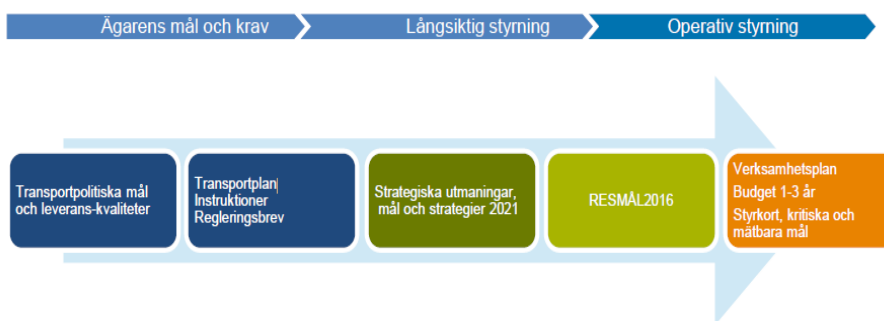 Ägarens mål och krav
Långsiktig styrning
Operativ styrning
Transportpolitiska mål
och leverans-kvaliteter
Transportplan
Instruktioner
Regleringsbrev
Strategiska utmaningar,
mål och strategier 2021
RESMÅL2016
Verksamhetsplan
Budget 1-3 år
Styrkort, kritiska och
mätbara mål